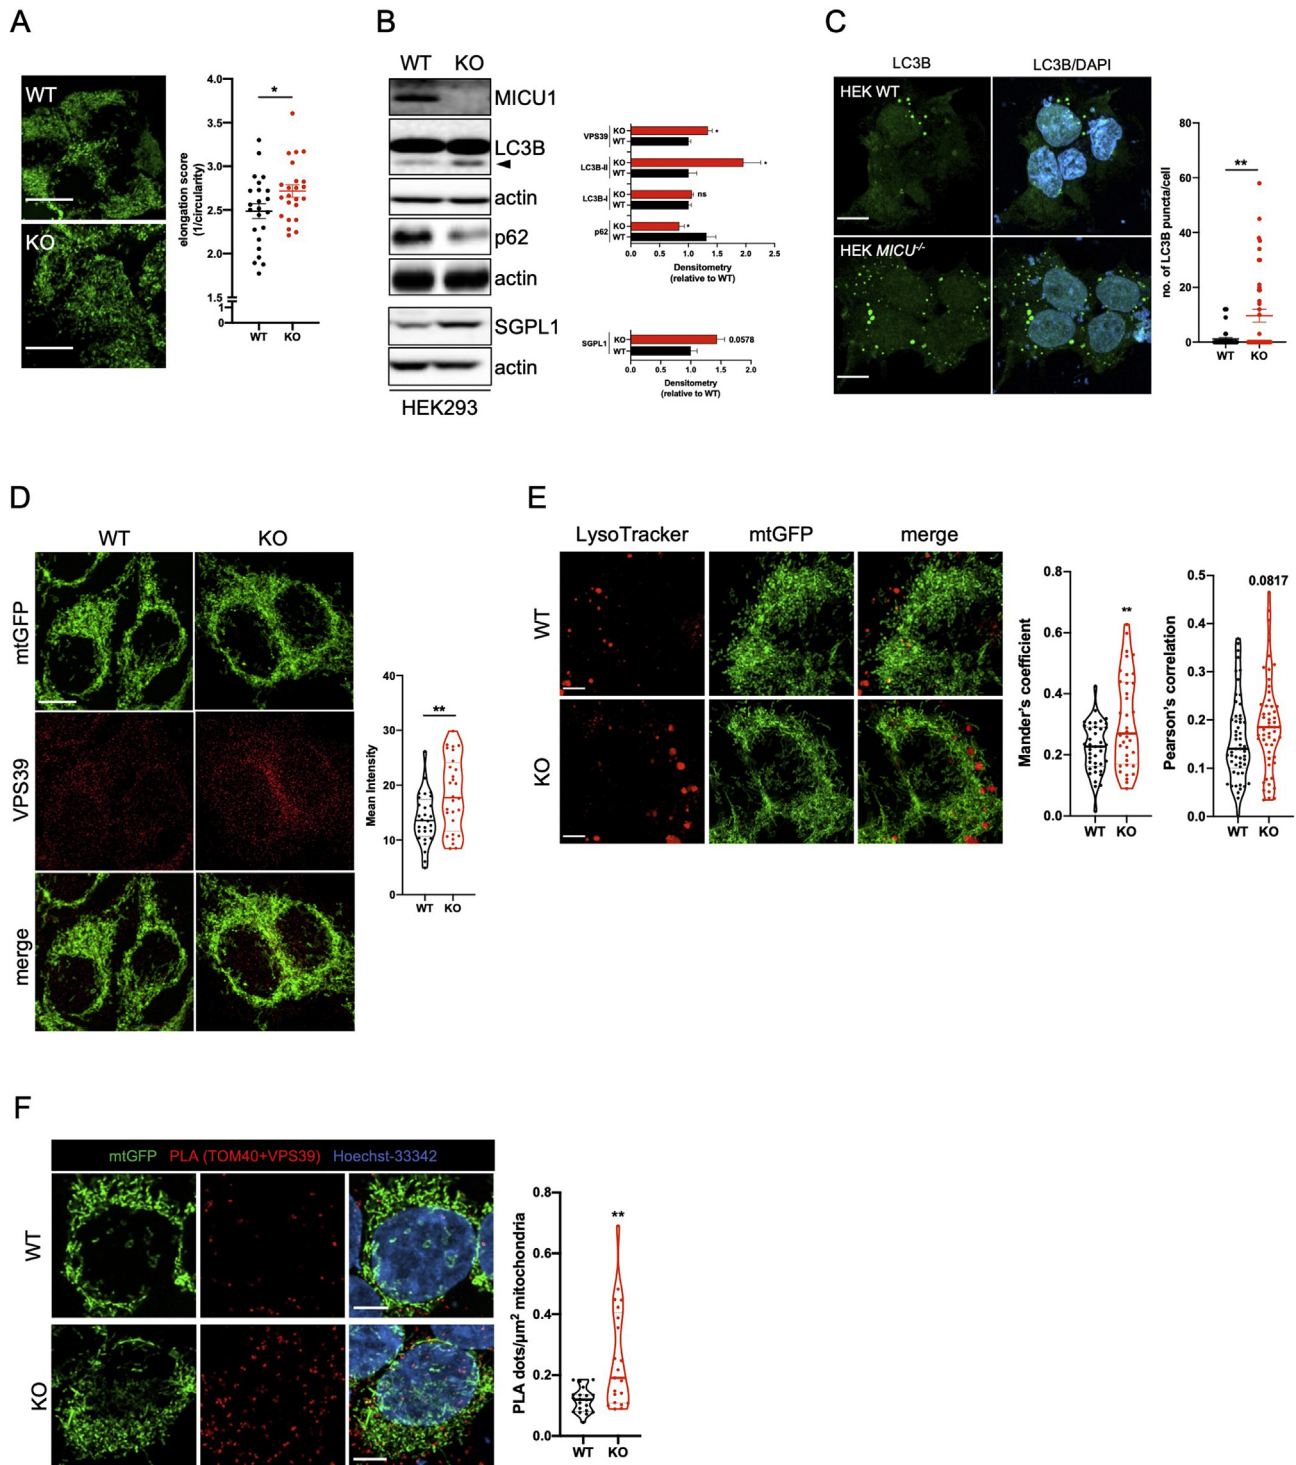 A
WT
KO
elongation score
(1/circularity)
4.0
3.5
3.0
2.5
2.0
1.5
1
0
*
WT
KO
B
WT KO
MICU1
LC3B
actin
p62
actin
SGPL1
actin
HEK293
VPS39
KO
WT
*
LC3B-II
KO
WT
*
LC3B-I
KO
WT
ns
p62
KO
WT
*
0.0 0.5 1.0 1.5 2.0 2.5
Densitometry
(relative to WT)
SGPL1
KO
WT
0.0578
0.0 0.5 1.0 1.5 2.0
Densitometry
(relative to WT)
C
LC3B LC3B/DAPI
HEK WT
HEK MICU-/-
no. of LC3B puncta/cell
80
60
40
20
0
**
WT KO
D
WT KO
mtGFP
VPS39
merge
Mean Intensity
40
30
20
10
0
**
WT KO
E
LysoTracker mtGFP merge
WT
KO
Mander's coefficient
0.8
0.6
0.4
0.2
0.0
**
WT KO
Pearson's correlation
0.5
0.4
0.3
0.2
0.1
0.0
0.0817
WT KO
F
mtGFP PLA (TOM40+VPS39) Hoechst-33342
WT
KO
PLA dots/µm² mitochondria
0.8
0.6
0.4
0.2
0.0
**
WT KO